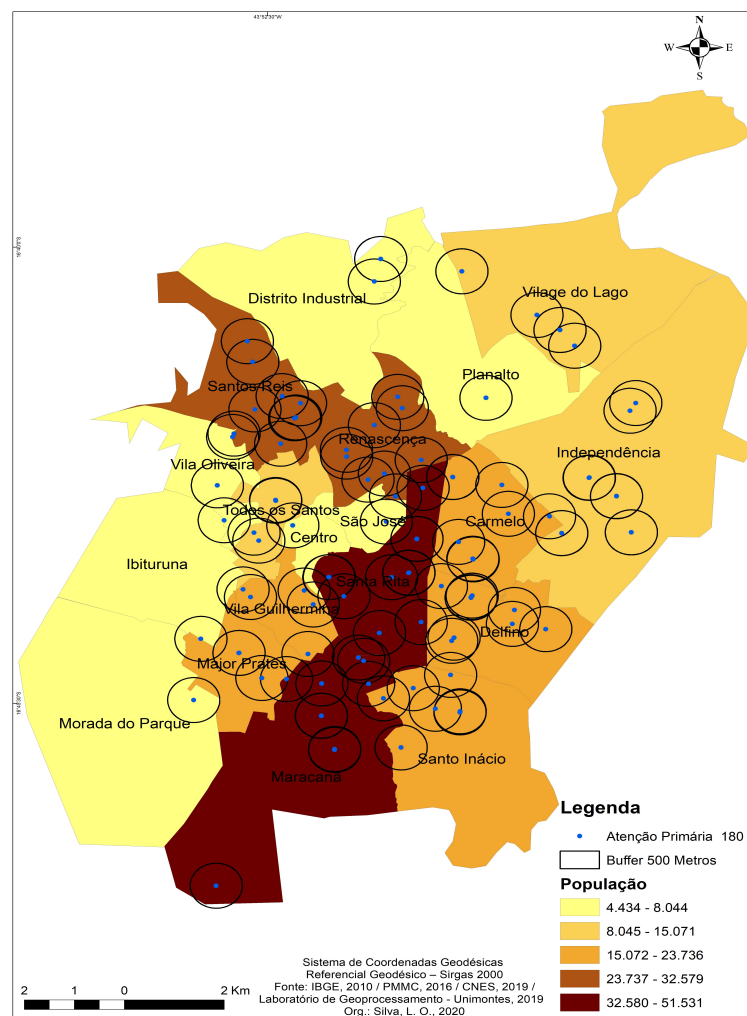 43°52'30"W
N
W
E
S
Distrito Industrial
Vilage do Lago
Planalto
Santos Reis
Renascença
Independência
Vila Oliveira
Todos os Santos
São José
Carmelo
Centro
Ibituruna
Santa Rita
Vila Guilhermina
Delfino
Major Prates
Morada do Parque
Santo Inácio
Maracanã
Legenda
Atenção Primária 180
Buffer 500 Metros
População
4.434 - 8.044
8.045 - 15.071
15.072 - 23.736
23.737 - 32.579
32.580 - 51.531
Sistema de Coordenadas Geodésicas
Referencial Geodésico – Sirgas 2000
Fonte: IBGE, 2010 / PMMC, 2016 / CNES, 2019 /
Laboratório de Geoprocessamento - Unimontes, 2019
Org.: Silva, L. O., 2020
2 1 0 2 Km